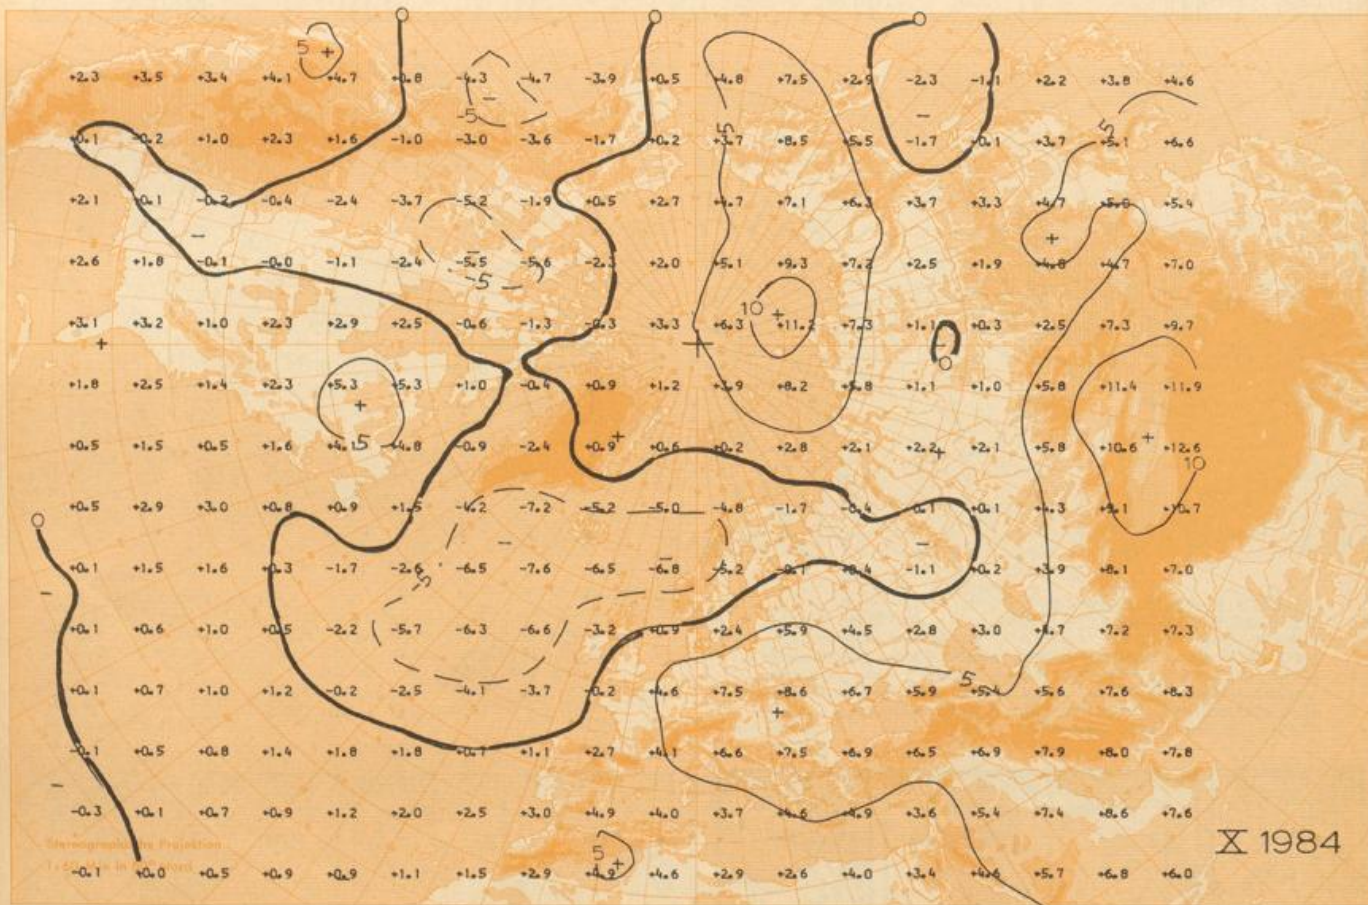 +2.3 +3.5 +3.4 +4.1 +4.7 +0.8 -4.3 -4.7 -3.9 +0.5 +4.8 +7.5 +2.9 -2.3 -1.1 +2.2 +3.8 +4.6
+0.1 -0.2 +1.0 +2.3 +1.6 -1.0 -3.0 -3.6 -1.7 +0.2 +3.7 +8.5 +5.5 -1.7 +0.1 +3.7 +5.1 +6.6
+2.1 +0.1 -0.2 -0.4 -2.4 -3.7 -5.2 -1.9 +0.5 +2.7 +4.7 +7.1 +6.3 +3.7 +3.3 +4.7 +5.0 +5.4
+2.6 +1.8 -0.1 -0.0 -1.1 -2.4 -5.5 -5.6 -2.3 +2.0 +5.1 +9.3 +7.2 +2.5 +1.9 +4.8 +4.7 +7.0
+3.1 +3.2 +1.0 +2.3 +2.9 +2.5 -0.6 -1.3 -0.3 +3.3 +6.3 +11.2 +7.3 +1.1 +0.3 +2.5 +7.3 +9.7
+1.8 +2.5 +1.4 +2.3 +5.3 +5.3 +1.0 -0.4 +0.9 +1.2 +3.9 +8.2 +5.8 +1.1 +1.0 +5.8 +11.4 +11.9
+0.5 +1.5 +0.5 +1.6 +4.1 +4.8 -0.9 -2.4 +0.9 +0.6 +0.2 +2.8 +2.1 +2.2 +2.1 +5.8 +10.6 +12.6
+0.5 +2.9 +3.0 +0.8 +0.9 +1.5 -4.2 -7.2 -5.2 -5.0 -4.8 -1.7 -0.4 0.1 +0.1 +4.3 +9.1 +10.7
+0.1 +1.5 +1.6 +0.3 -1.7 -2.6 -6.5 -7.6 -6.5 -6.8 -5.2 -0.1 +0.4 -1.1 +0.2 +3.9 +8.1 +7.0
+0.1 +0.6 +1.0 +0.5 -2.2 -5.7 -6.3 -6.6 -3.2 +0.9 +2.4 +5.9 +4.5 +2.8 +3.0 +4.7 +7.2 +7.3
+0.1 +0.7 +1.0 +1.2 -0.2 -2.5 -4.1 -3.7 -0.2 +4.6 +7.5 +8.6 +6.7 +5.9 +5.4 +5.6 +7.6 +8.3
-0.1 +0.5 +0.8 +1.4 +1.8 +1.8 +0.7 +1.1 +2.7 +4.1 +6.6 +7.5 +6.9 +6.5 +6.9 +7.9 +8.0 +7.8
-0.3 +0.1 +0.7 +0.9 +1.2 +2.0 +2.5 +3.0 +4.9 +4.0 +3.7 +4.6 +4.9 +3.6 +5.4 +7.4 +8.6 +7.6
-0.1 +0.0 +0.5 +0.9 +0.9 +1.1 +1.5 +2.9 +4.9 +4.6 +2.9 +2.6 +4.0 +3.4 +4.6 +5.7 +6.8 +6.0
0
0
0
5
-5
5
5
-5
10
0
5
10
0
-5
5
5
Stereographische Projektion
X 1984